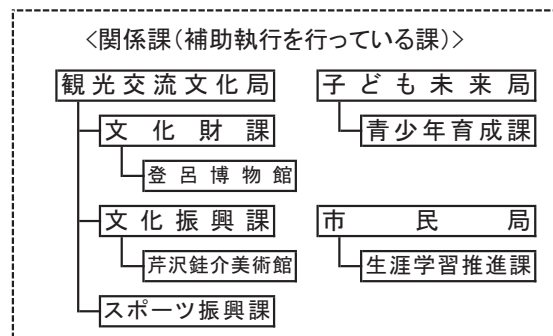 <関係課(補助執行を行っている課)>
観光交流文化局
文化財課
登呂博物館
文化振興課
芹沢銈介美術館
スポーツ振興課
子ども未来局
青少年育成課
市民局
生涯学習推進課